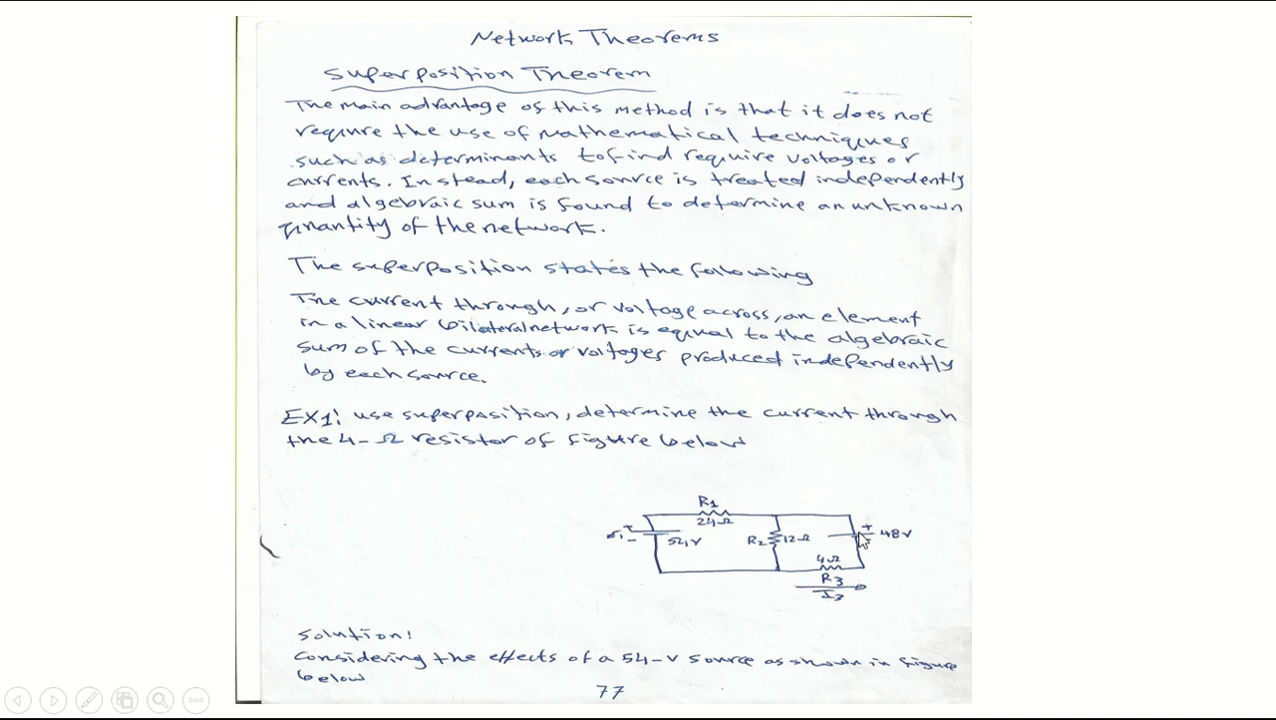 Network Theorems
Superposition Theorem
The main advantage of this method is that it does not
require the use of mathematical techniques
such as determinants to find require voltages or
currents. Instead, each source is treated independently
and algebraic sum is found to determine an unknown
quantity of the network.
The superposition states the following
The current through, or voltage across, an element
in a linear bilateral network is equal to the algebraic
sum of the currents or voltages produced independently
by each source.
EX1: use superposition, determine the current through
the 4-Ω resistor of figure below
R1
24Ω
+
-
54V
R2
12Ω
+
48V
4Ω
R3
I3
Solution:
Considering the effects of a 54-V source as shown in figure
below
77